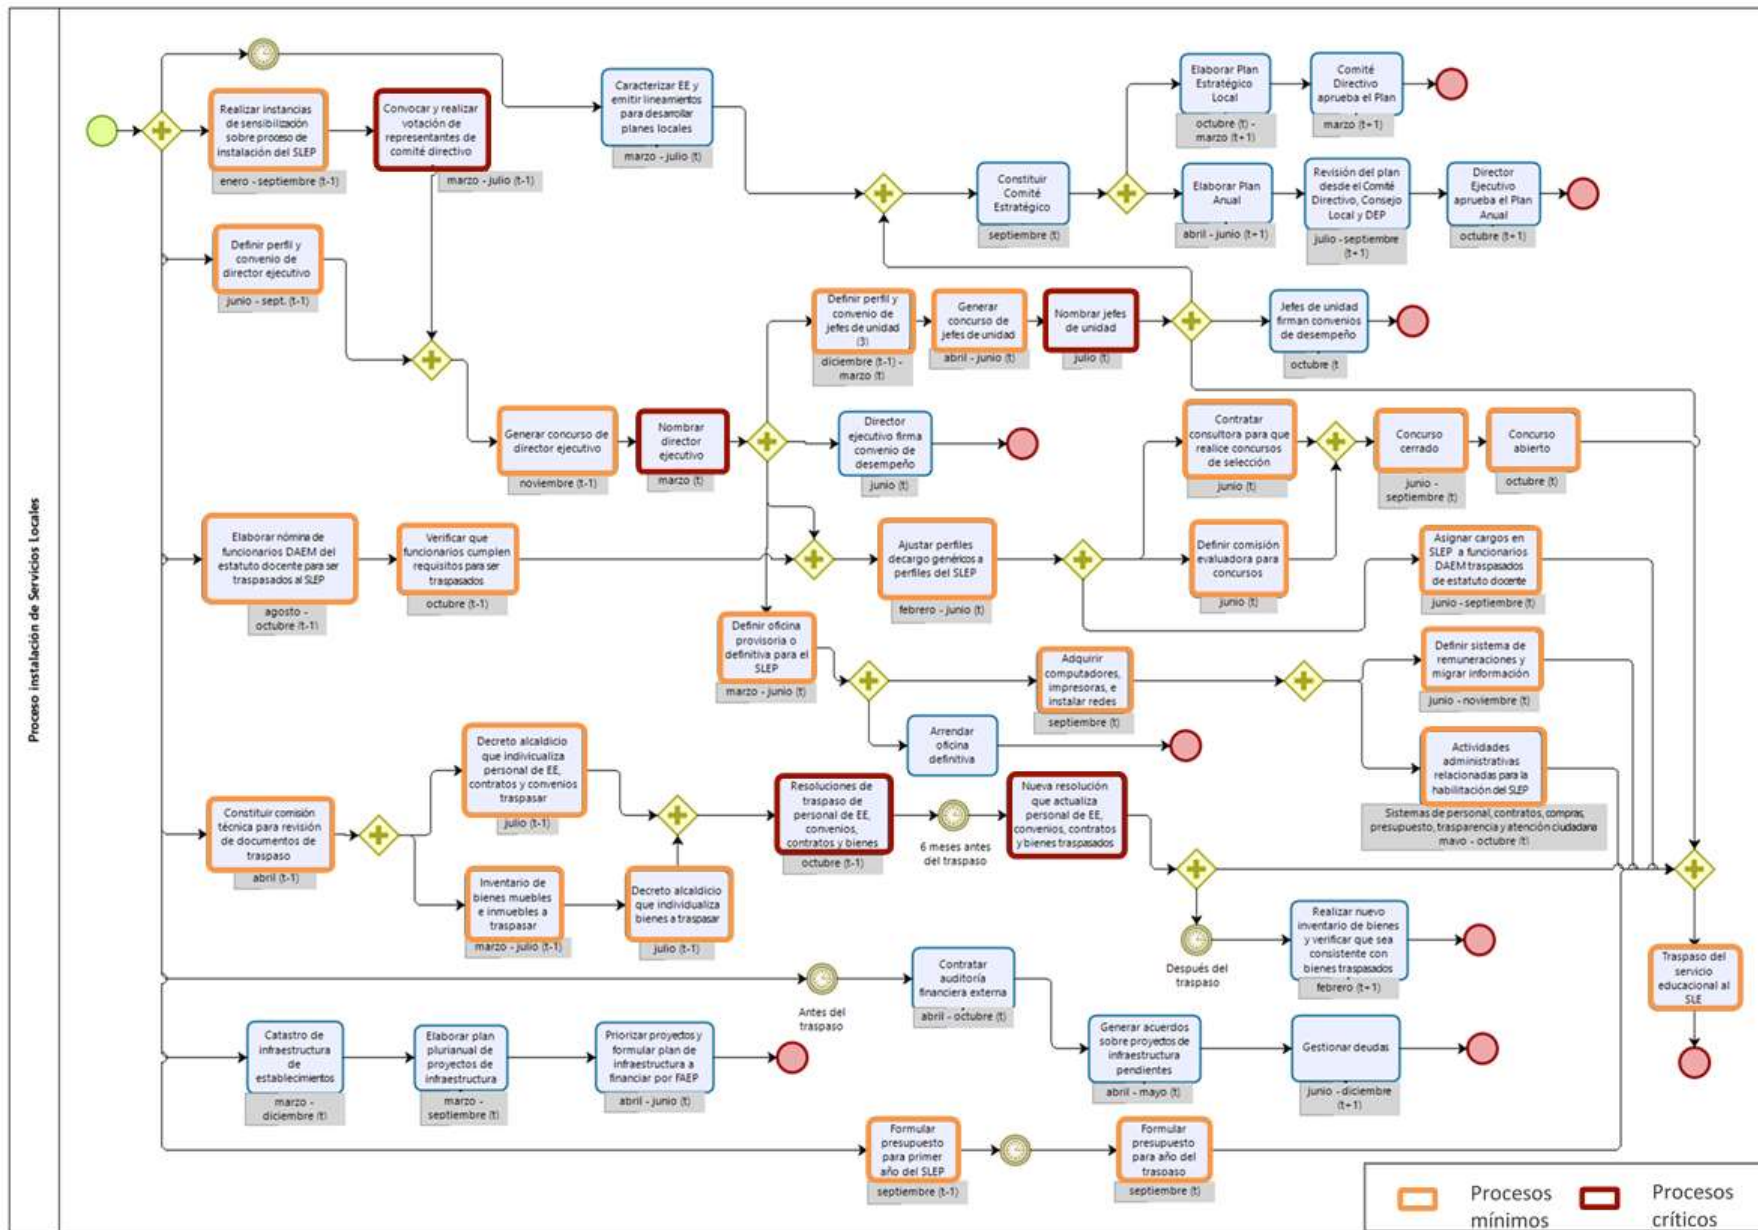 Proceso instalación de Servicios Locales
Realizar instancias
de sensibilización
sobre proceso de
instalación del SLEP
enero - septiembre (t-1)
Convocar y realizar
votación de
representantes de
comité directivo
marzo - julio (t-1)
Caracterizar EE y
emitir lineamientos
para desarrollar
planes locales
marzo - julio (t)
Constituir
Comité
Estratégico
septiembre (t)
Elaborar Plan
Estratégico
Local
octubre (t) -
marzo (t+1)
Comité
Directivo
aprueba el Plan
marzo (t+1)
Elaborar Plan
Anual
abril - junio (t+1)
Revisión del plan
desde el Comité
Directivo, Consejo
Local y DEP
julio - septiembre
(t+1)
Director
Ejecutivo
aprueba el Plan
Anual
octubre (t+1)
Definir perfil y
convenio de
director ejecutivo
junio - sept. (t-1)
Definir perfil y
convenio de
jefes de unidad
(3)
diciembre (t-1) -
marzo (t)
Generar
concurso de
jefes de unidad
abril - junio (t)
Nombrar jefes
de unidad
julio (t)
Jefes de unidad
firman convenios
de desempeño
octubre (t
Generar concurso de
director ejecutivo
noviembre (t-1)
Nombrar
director
ejecutivo
marzo (t)
Director
ejecutivo firma
convenio de
desempeño
junio (t)
Contratar
consultora para que
realice concursos
de selección
junio (t)
Concurso
cerrado
junio -
septiembre (t)
Concurso
abierto
octubre (t)
Elaborar nómina de
funcionarios DAEM del
estatuto docente para ser
traspasados al SLEP
agosto -
octubre (t-1)
Verificar que
funcionarios cumplen
requisitos para ser
traspasados
octubre (t-1)
Ajustar perfiles
decargo genéricos a
perfiles del SLEP
febrero - junio (t)
Definir comisión
evaluadora para
concursos
junio (t)
Asignar cargos en
SLEP a funcionarios
DAEM traspasados
de estatuto docente
junio - septiembre (t)
Definir oficina
provisoria o
definitiva para el
SLEP
marzo - junio (t)
Adquirir
computadores,
impresoras, e
instalar redes
septiembre (t)
Definir sistema de
remuneraciones y
migrar información
junio - noviembre (t)
Arrendar
oficina
definitiva
Actividades
administrativas
relacionadas para la
habilitación del SLEP
Sistemas de personal, contratos, compras,
presupuesto, trasparencia y atención ciudadana
mayo - octubre (t)
Constituir comisión
técnica para revisión
de documentos de
traspaso
abril (t-1)
Decreto alcaldicio
que indivicualiza
personal de EE,
contratos y convenios
traspasar
julio (t-1)
Inventario de
bienes muebles
e inmuebles a
traspasar
marzo - julio (t-1)
Decreto alcaldicio
que individualiza
bienes a traspasar
julio (t-1)
Resoluciones de
traspaso de
personal de EE,
convenios,
contratos y bienes
octubre (t-1)
6 meses antes
del traspaso
Nueva resolución
que actualiza
personal de EE,
convenios, contratos
y bienes traspasados
Después del
traspaso
Realizar nuevo
inventario de bienes
y verificar que sea
consistente con
bienes traspasados
febrero (t+1)
Traspaso del
servicio
educacional al
SLE
Antes del
traspaso
Contratar
auditoría
financiera externa
abril - octubre (t)
Catastro de
infraestructura
de
establecimientos
marzo -
diciembre (t)
Elaborar plan
plurianual de
proyectos de
infraestructura
marzo -
septiembre (t)
Priorizar proyectos y
formular plan de
infraestructura a
financiar por FAEP
abril - junio (t)
Generar acuerdos
sobre proyectos de
infraestructura
pendientes
abril - mayo (t)
Gestionar deudas
junio - diciembre
(t+1)
Formular
presupuesto
para primer
año del SLEP
septiembre (t-1)
Formular
presupuesto
para año del
traspaso
septiembre (t)
Procesos
mínimos
Procesos
críticos